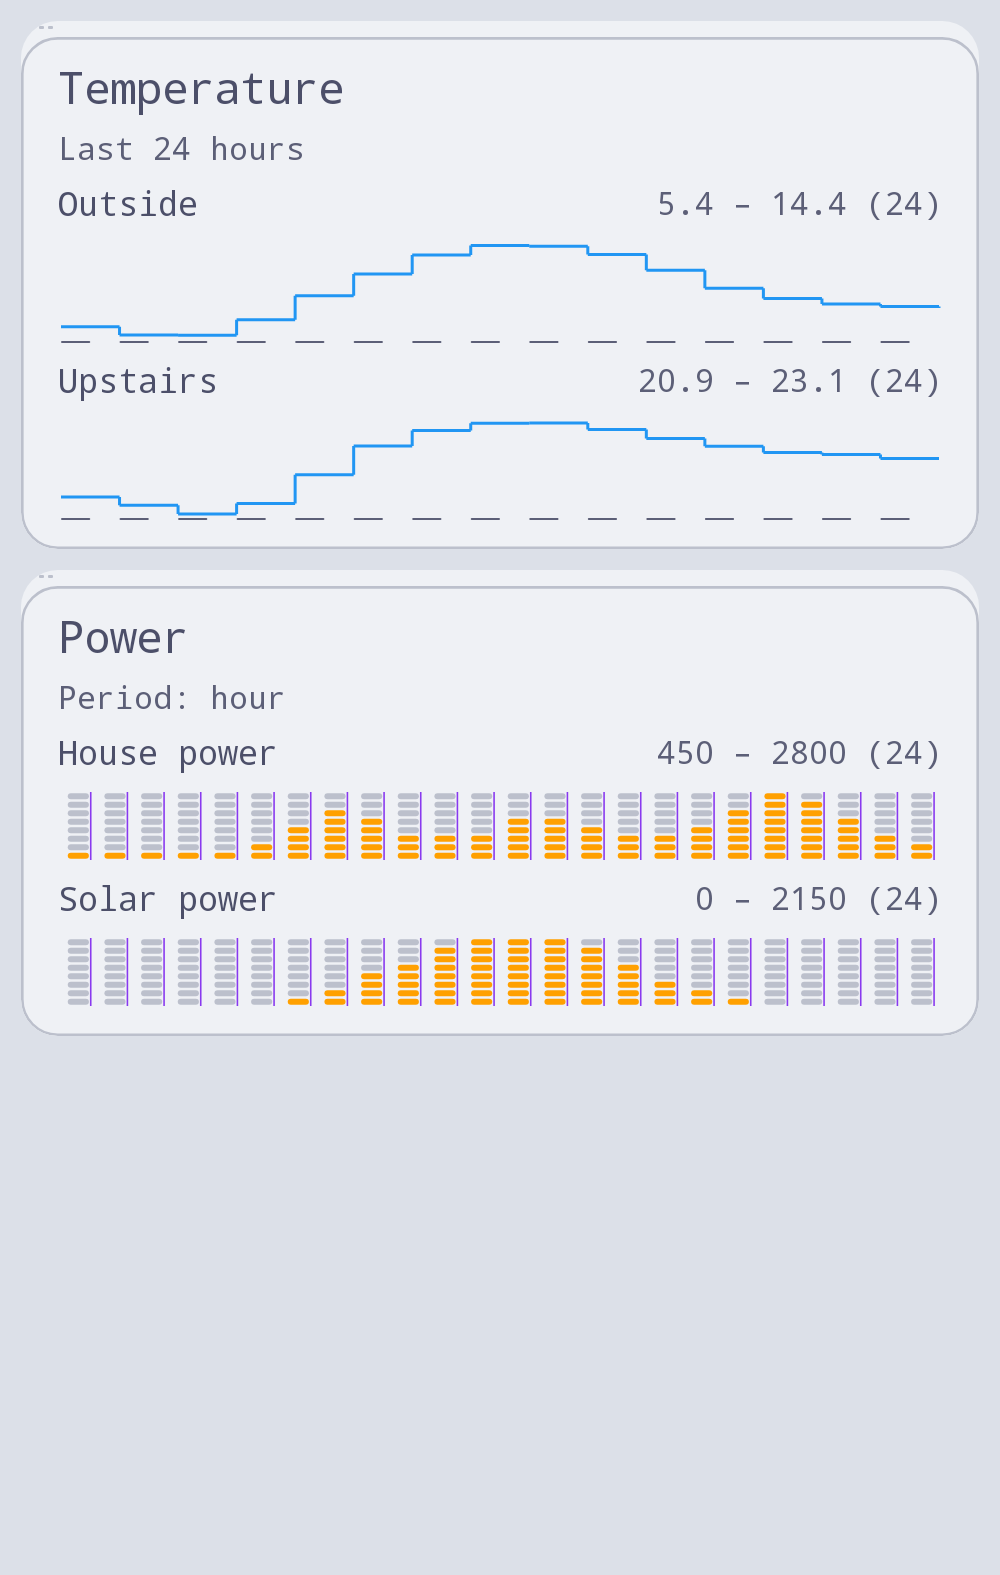 Temperature
Last 24 hours
Outside 5.4 – 14.4 (24)
Upstairs 20.9 – 23.1 (24)
Power
Period: hour
House power 450 – 2800 (24)
Solar power 0 – 2150 (24)